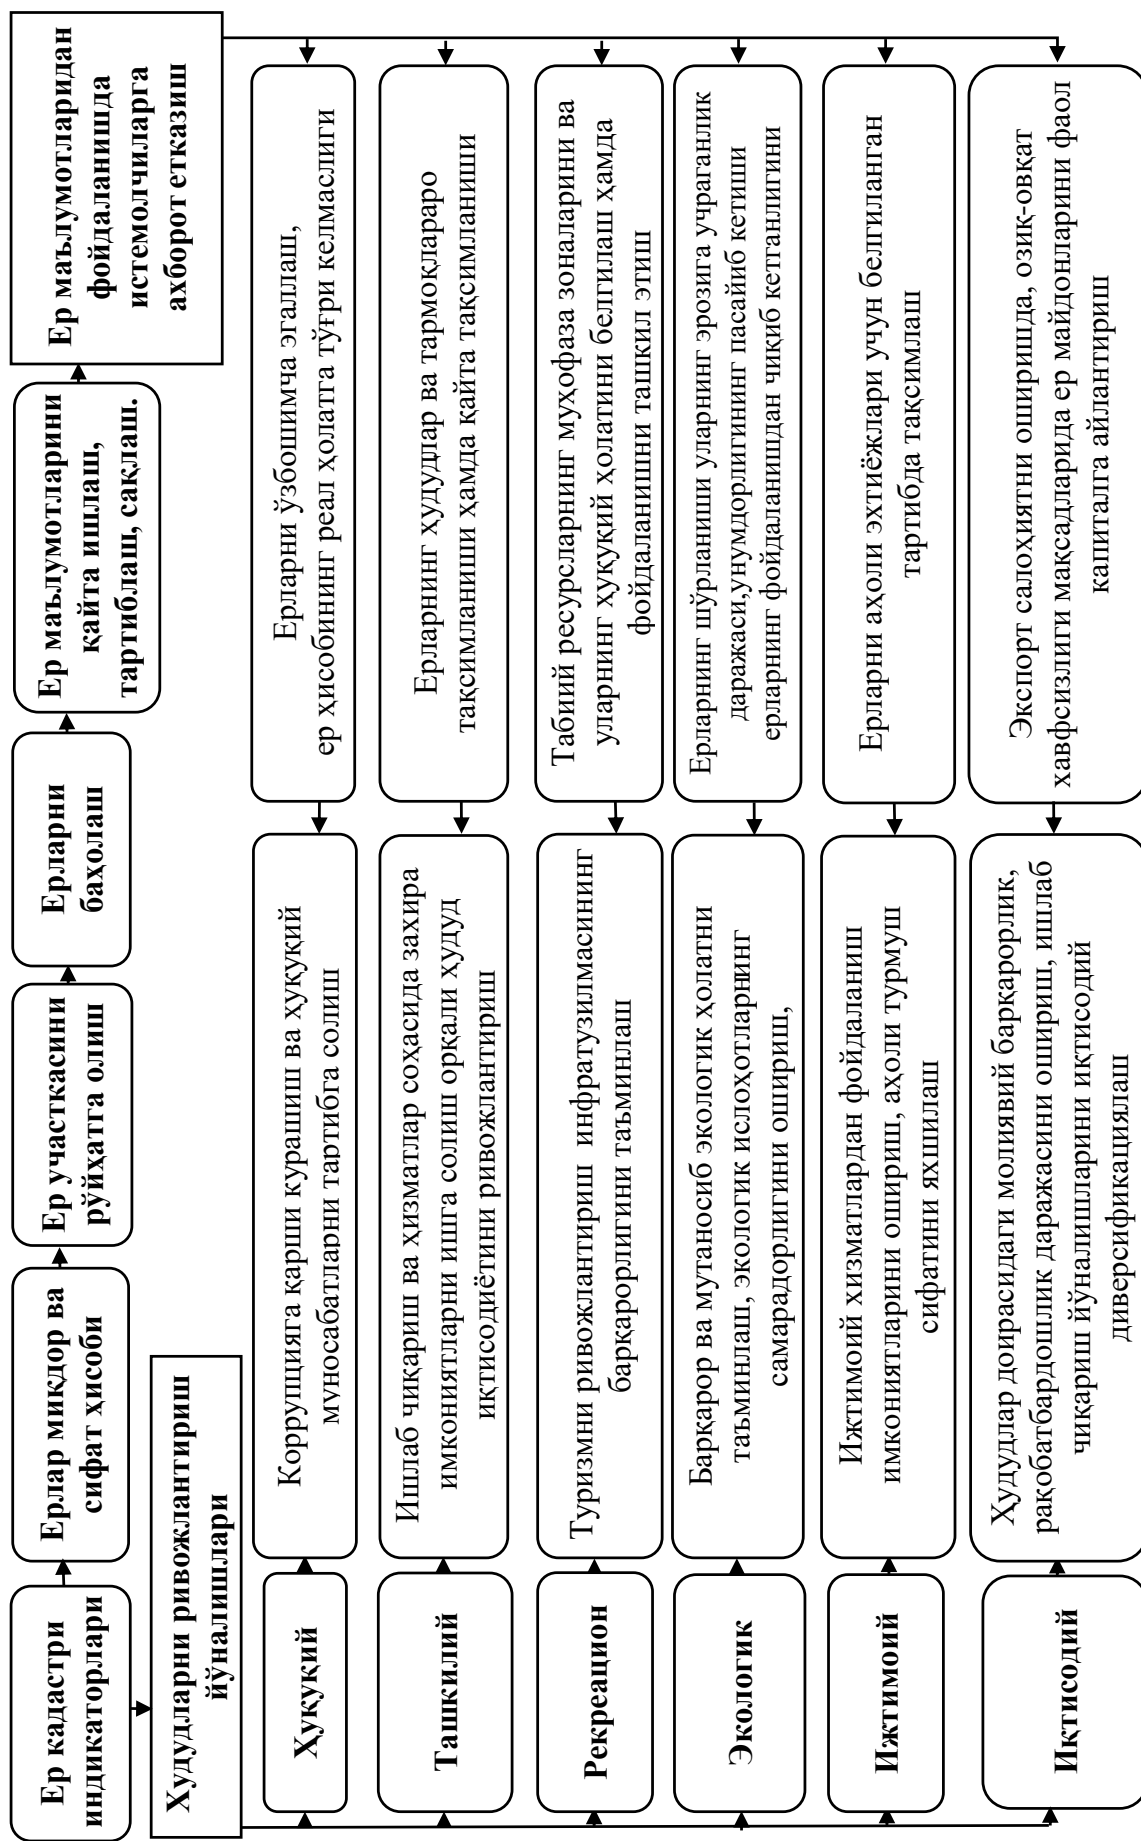 Ер кадастри
индикаторлари
Ерлар миқдор ва
сифат ҳисоби
Ер участкасини
рўйҳатга олиш
Ерларни
баҳолаш
Ер маълумотларини
қайта ишлаш,
тартиблаш, сақлаш.
Ер маълумотларидан
фойдаланишда
истемолчиларга
ахборот етказиш
Ҳудудларни ривожлантириш
йўналишлари
Ҳуқуқий
Коррупцияга қарши курашиш ва ҳуқуқий
муносабатларни тартибга солиш
Ерларни ўзбошимча эгаллаш,
ер ҳисобининг реал ҳолатга тўғри келмаслиги
Ташкилий
Ишлаб чиқариш ва ҳизматлар соҳасида захира
имкониятларни ишга солиш орқали ҳудуд
иқтисодиётини ривожлантириш
Ерларнинг ҳудудлар ва тармоқлараро
тақсимланиши ҳамда қайта тақсимланиши
Рекреацион
Туризмни ривожлантириш инфратузилмасининг
барқарорлигини таъминлаш
Табиий ресурсларнинг муҳофаза зоналарини ва
уларнинг ҳуқуқий ҳолатини белгилаш ҳамда
фойдаланишни ташкил этиш
Экологик
Барқарор ва мутаносиб экологик ҳолатни
таъминлаш, экологик ислоҳотларнинг
самарадорлигини ошириш,
Ерларнинг шўрланиши уларнинг эрозига учраганлик
даражаси,унумдорлигининг пасайиб кетиши
ерларнинг фойдаланишдан чиқиб кетганлигини
Ижтимоий
Ижтимоий хизматлардан фойдаланиш
имкониятларини ошириш, аҳоли турмуш
сифатини яхшилаш
Ерларни аҳоли эхтиёжлари учун белгиланган
тартибда тақсимлаш
Иқтисодий
Ҳудудлар доирасидаги молиявий барқарорлик,
рақобатбардошлик даражасини ошириш, ишлаб
чиқариш йўналишларини иқтисодий
диверсификациялаш
Экспорт салоҳиятни оширишда, озиқ-овқат
хавфсизлиги мақсадларида ер майдонларини фаол
капиталга айлантириш